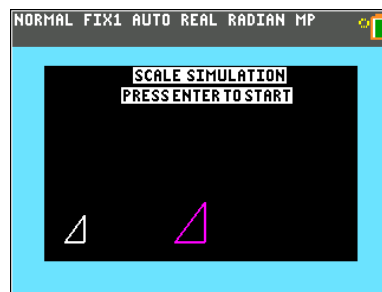 NORMAL FIX1 AUTO REAL RADIAN MP
SCALE SIMULATION
PRESS ENTER TO START